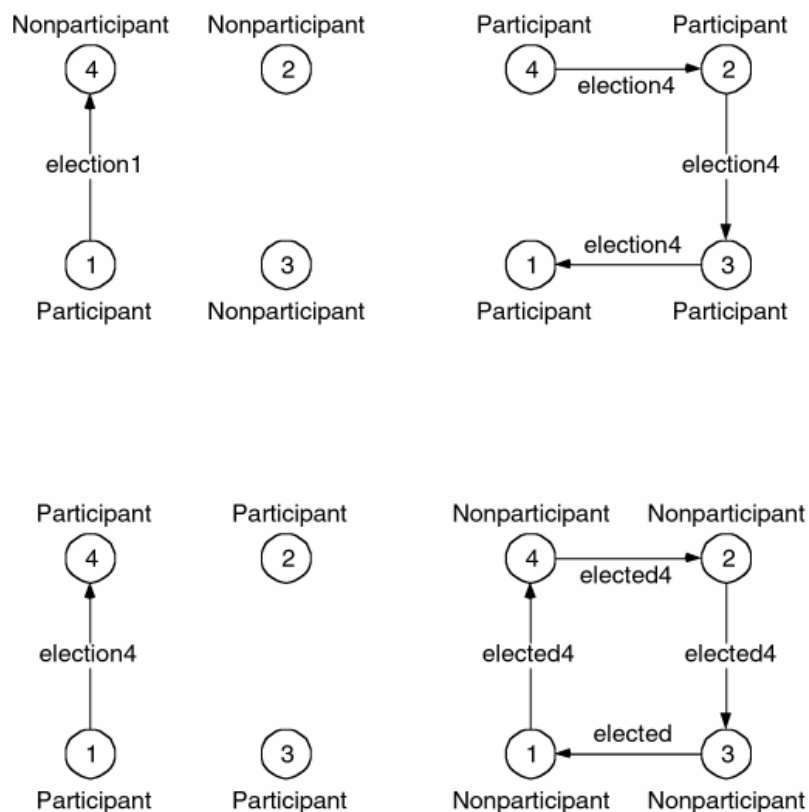 Nonparticipant Nonparticipant Participant Participant
4 2 4 2
election4
election1 election4
election4
1 3 1 3
Participant Nonparticipant Participant Participant
Participant Participant Nonparticipant Nonparticipant
4 2 4 2
elected4
election4 elected4 elected4
elected
1 3 1 3
Participant Participant Nonparticipant Nonparticipant